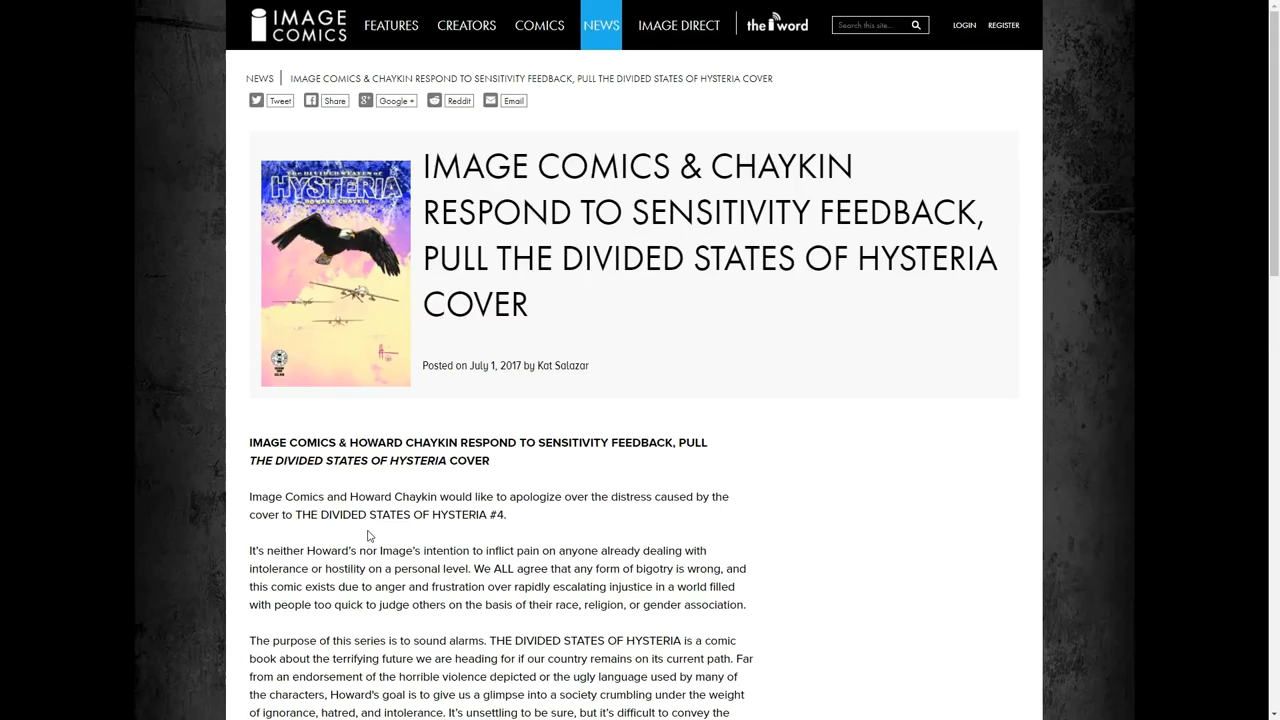 IMAGE
COMICS
FEATURES
CREATORS
COMICS
NEWS
IMAGE DIRECT
the i word
Search this site...
LOGIN
REGISTER
NEWS
IMAGE COMICS & CHAYKIN RESPOND TO SENSITIVITY FEEDBACK, PULL THE DIVIDED STATES OF HYSTERIA COVER
Tweet
Share
Google +
Reddit
Email
THE DIVIDED STATES OF
HYSTERIA
HOWARD CHAYKIN
IMAGE COMICS & CHAYKIN
RESPOND TO SENSITIVITY FEEDBACK,
PULL THE DIVIDED STATES OF HYSTERIA
COVER
Posted on July 1, 2017 by Kat Salazar
IMAGE COMICS & HOWARD CHAYKIN RESPOND TO SENSITIVITY FEEDBACK, PULL
THE DIVIDED STATES OF HYSTERIA COVER
Image Comics and Howard Chaykin would like to apologize over the distress caused by the
cover to THE DIVIDED STATES OF HYSTERIA #4.
It's neither Howard's nor Image's intention to inflict pain on anyone already dealing with
intolerance or hostility on a personal level. We ALL agree that any form of bigotry is wrong, and
this comic exists due to anger and frustration over rapidly escalating injustice in a world filled
with people too quick to judge others on the basis of their race, religion, or gender association.
The purpose of this series is to sound alarms. THE DIVIDED STATES OF HYSTERIA is a comic
book about the terrifying future we are heading for if our country remains on its current path. Far
from an endorsement of the horrible violence depicted or the ugly language used by many of
the characters, Howard's goal is to give us a glimpse into a society crumbling under the weight
of ignorance, hatred, and intolerance. It's unsettling to be sure, but it's difficult to convey the